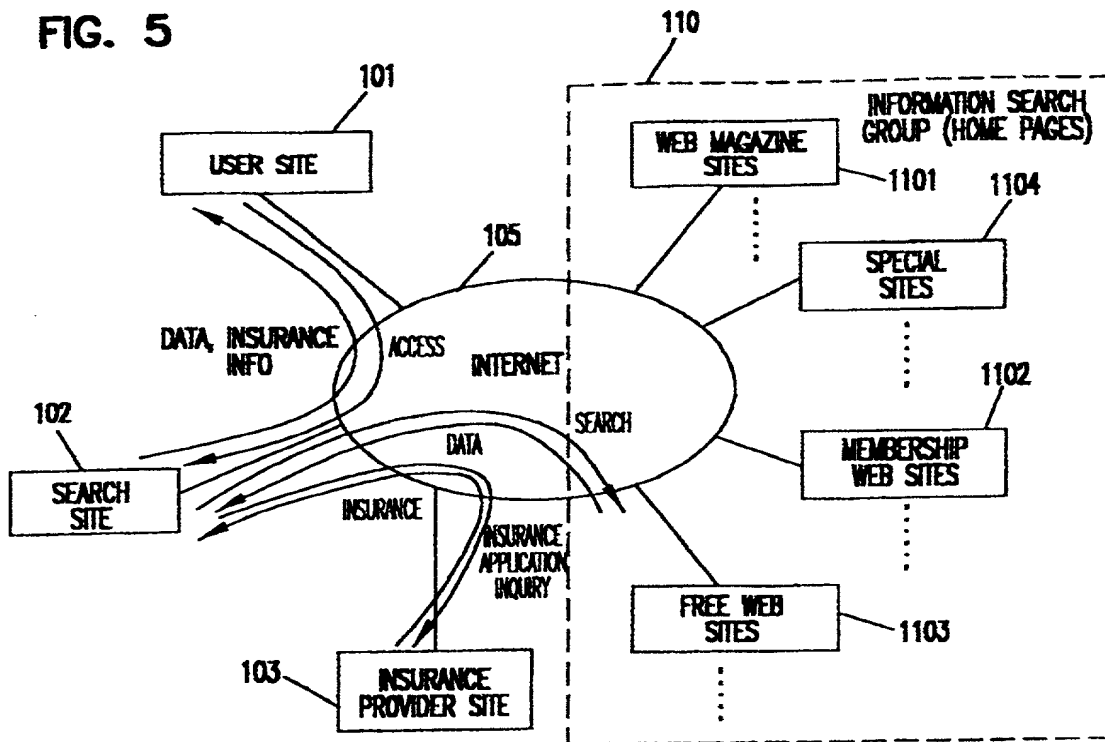 FIG. 5
110
101
INFORMATION SEARCH
GROUP (HOME PAGES)
USER SITE
WEB MAGAZINE
SITES
1101
1104
105
SPECIAL
SITES
DATA, INSURANCE
INFO
ACCESS
INTERNET
1102
102
SEARCH
DATA
MEMBERSHIP
WEB SITES
SEARCH
SITE
INSURANCE
INSURANCE
APPLICATION
INQUIRY
FREE WEB
SITES
1103
103
INSURANCE
PROVIDER SITE